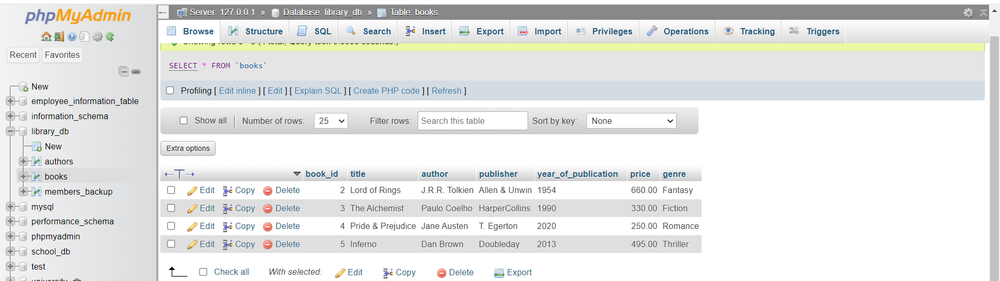 phpMyAdmin
Recent Favorites
New
employee_information_table
information_schema
library_db
New
authors
books
members_backup
mysql
performance_schema
phpmyadmin
school_db
test
university_db
Server: 127.0.0.1 » Database: library_db » Table: books
Browse Structure SQL Search Insert Export Import Privileges Operations Tracking Triggers
SELECT * FROM `books`
Profiling [ Edit inline ] [ Edit ] [ Explain SQL ] [ Create PHP code ] [ Refresh ]
Show all Number of rows: 25 Filter rows: Search this table Sort by key: None
Extra options
book_id title author publisher year_of_publication price genre
Edit Copy Delete 2 Lord of Rings J.R.R. Tolkien Allen & Unwin 1954 660.00 Fantasy
Edit Copy Delete 3 The Alchemist Paulo Coelho HarperCollins 1990 330.00 Fiction
Edit Copy Delete 4 Pride & Prejudice Jane Austen T. Egerton 2020 250.00 Romance
Edit Copy Delete 5 Inferno Dan Brown Doubleday 2013 495.00 Thriller
Check all With selected: Edit Copy Delete Export